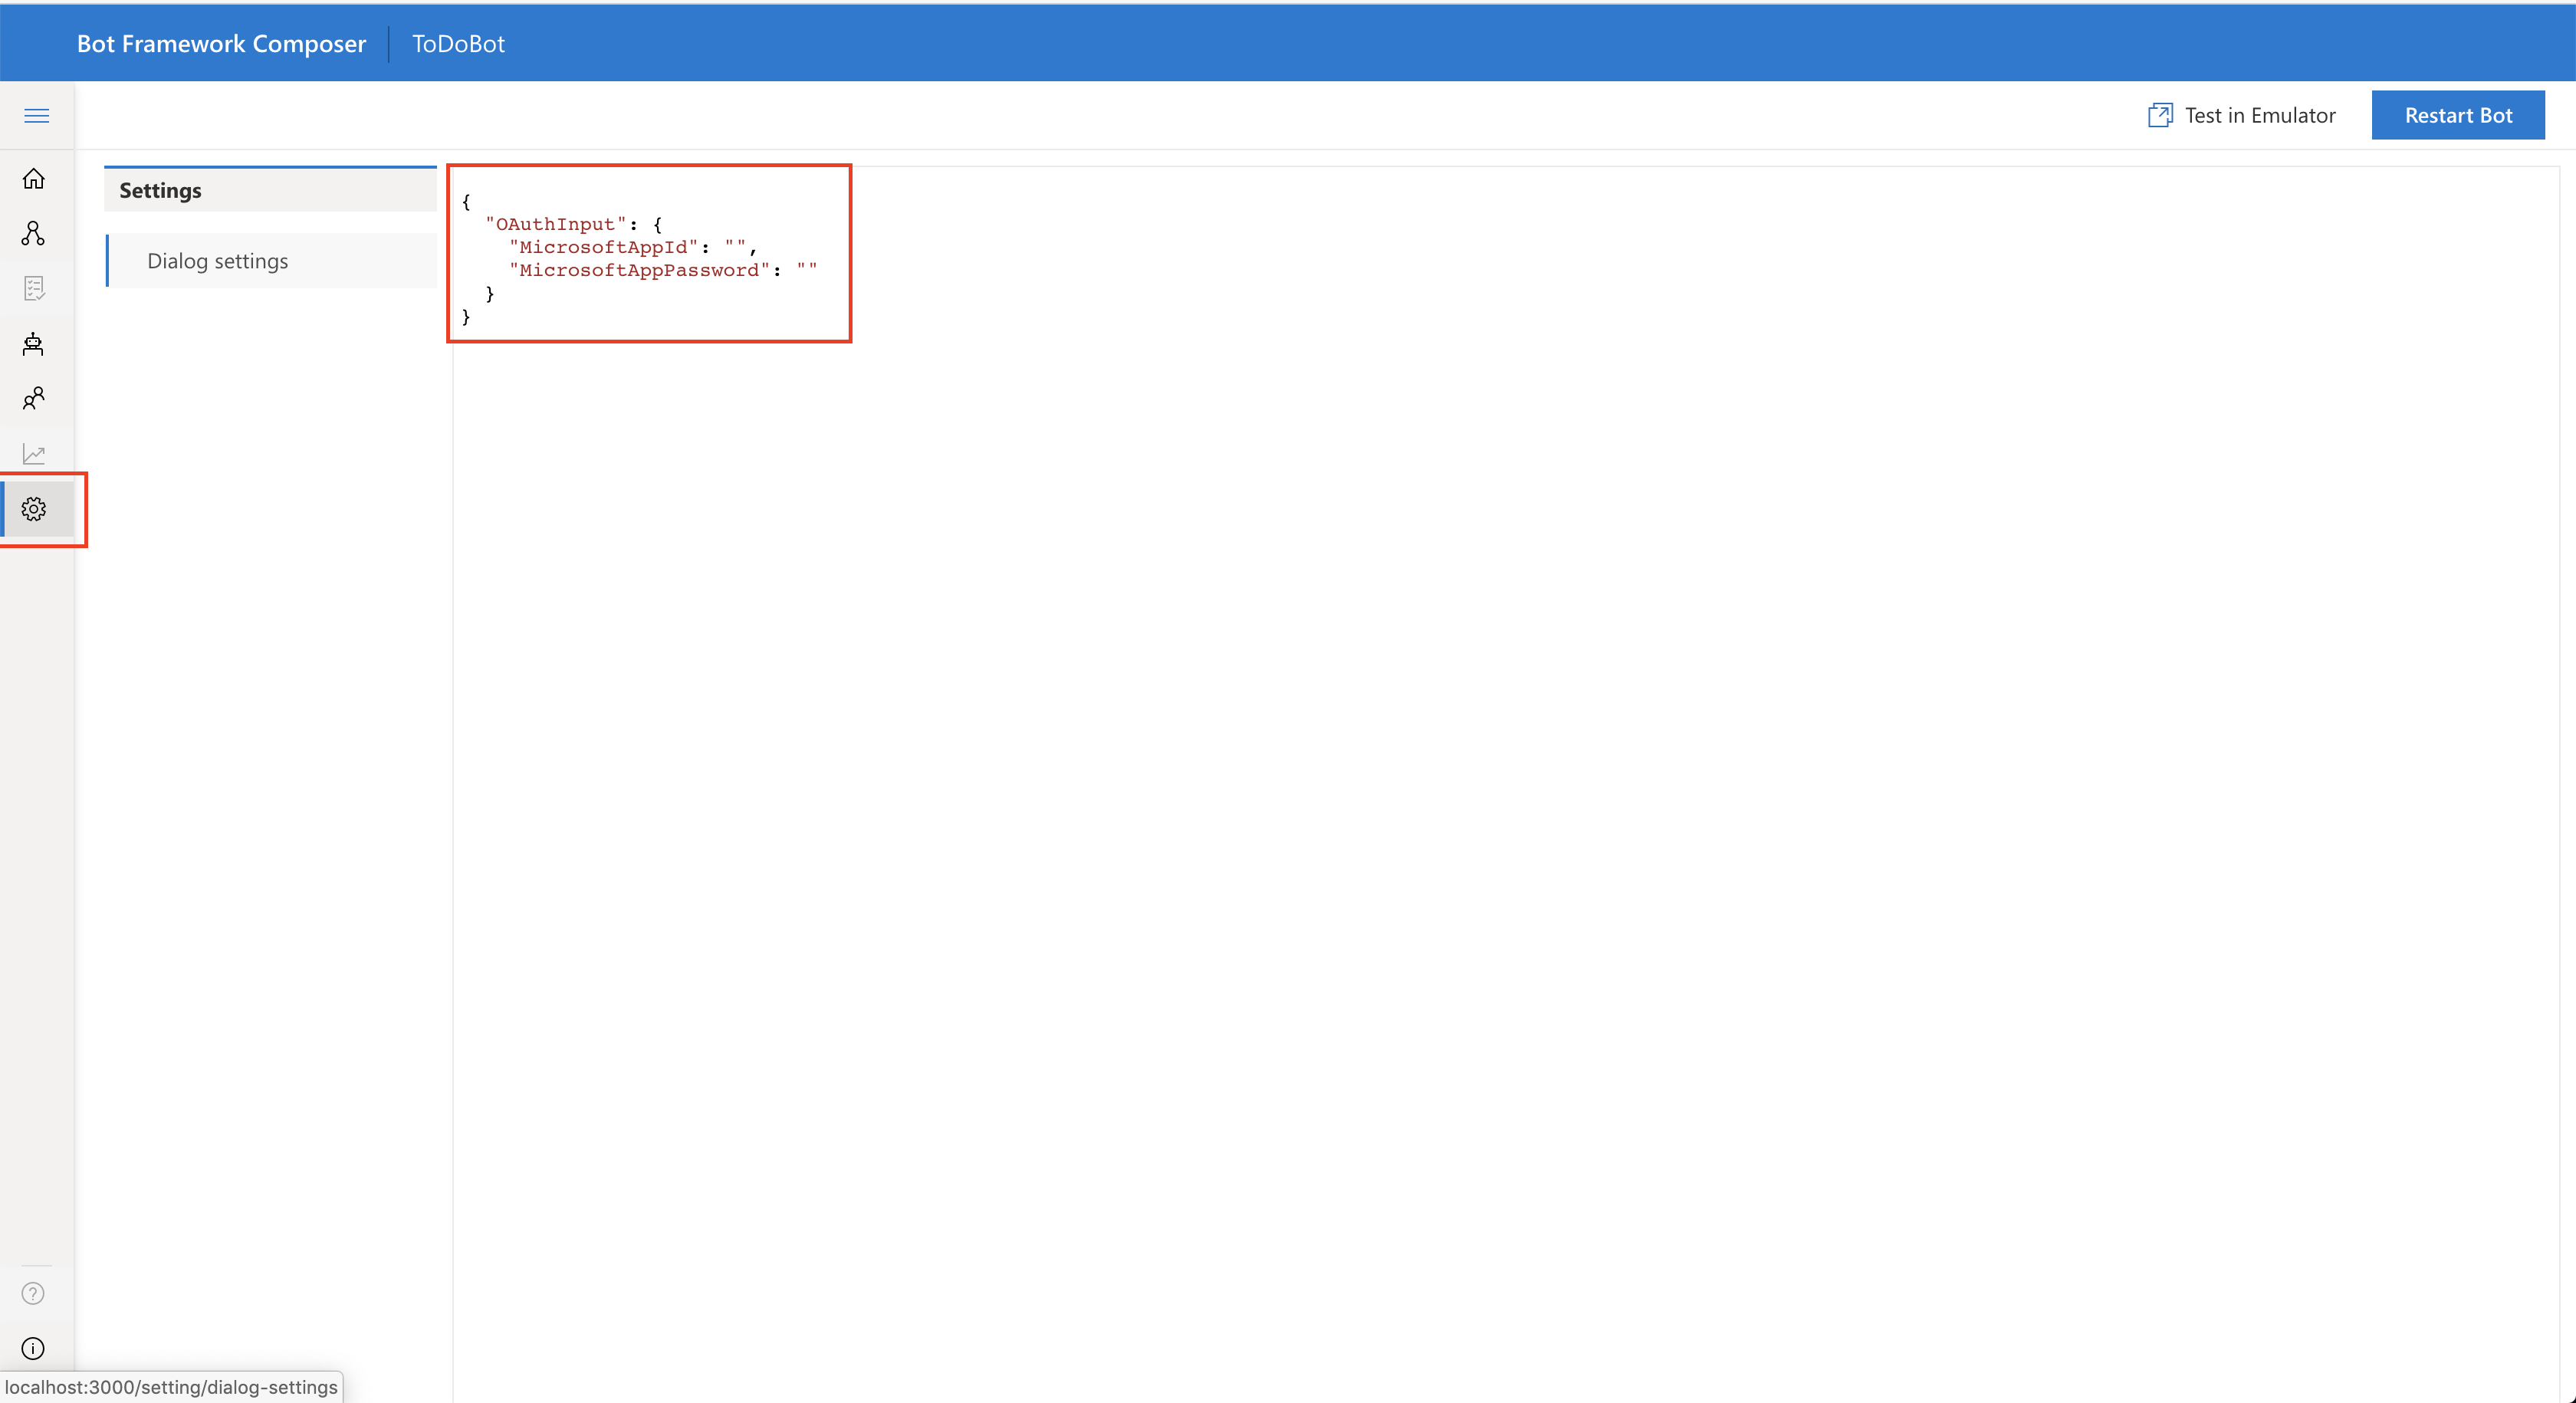 Bot Framework Composer ToDoBot
Test in Emulator Restart Bot
Settings
Dialog settings
{
"OAuthInput": {
"MicrosoftAppId": "",
"MicrosoftAppPassword": ""
}
}
localhost:3000/setting/dialog-settings